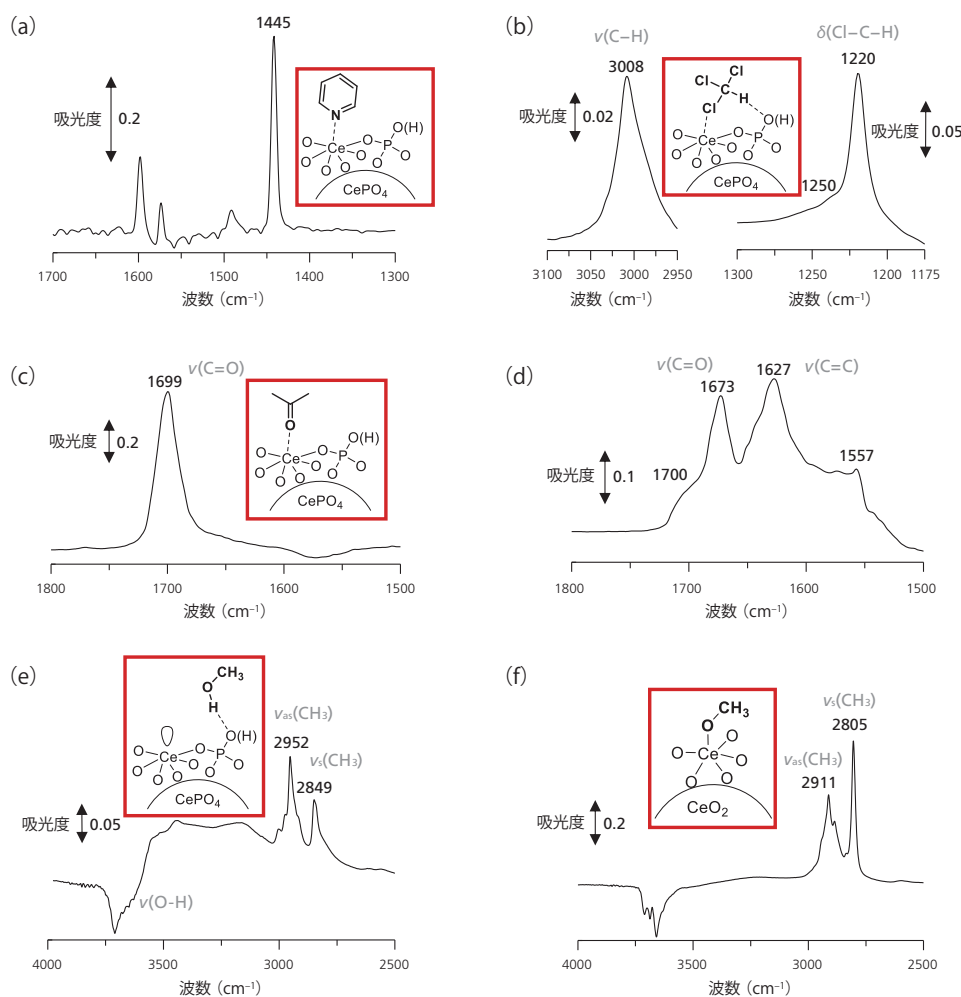 (a)
1445
吸光度
0.2
N
O
O
O
O
O
Ce
O
P
O(H)
O
O
CePO₄
1700
1600
1500
1400
1300
波数 (cm⁻¹)
(b)
ν(C−H)
3008
δ(Cl−C−H)
1220
吸光度
0.02
Cl
Cl
C
H
Cl
O(H)
O
O
Ce
O
P
O
O
O
O
O
CePO₄
1250
吸光度
0.05
3100
3050
3000
2950
1300
1250
1200
1175
波数 (cm⁻¹)
波数 (cm⁻¹)
(c)
ν(C=O)
1699
吸光度
0.2
O
O
O
Ce
O
P
O(H)
O
O
O
O
O
CePO₄
1800
1700
1600
1500
波数 (cm⁻¹)
(d)
ν(C=O)
1673
1627
ν(C=C)
1700
1557
吸光度
0.1
1800
1700
1600
1500
波数 (cm⁻¹)
(e)
CH₃
O
H
O
O
Ce
O
P
O(H)
O
O
O
O
O
CePO₄
νas(CH₃)
2952
νs(CH₃)
2849
吸光度
0.05
ν(O-H)
4000
3500
3000
2500
波数 (cm⁻¹)
(f)
CH₃
O
O
O
Ce
O
O
O
CeO₂
νs(CH₃)
2805
νas(CH₃)
2911
吸光度
0.2
4000
3500
3000
2500
波数 (cm⁻¹)